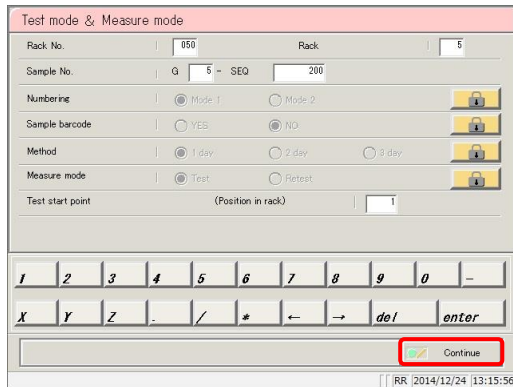 Test mode & Measure mode
Rack No. 050 Rack 5
Sample No. G 5 - SEQ 200
Numbering Mode 1 Mode 2
Sample barcode YES NO
Method 1 day 2 day 3 day
Measure mode Test Retest
Test start point (Position in rack) 1
1 2 3 4 5 6 7 8 9 0 -
X Y Z . / * ← → del enter
Continue
RR 2014/12/24 13:15:56